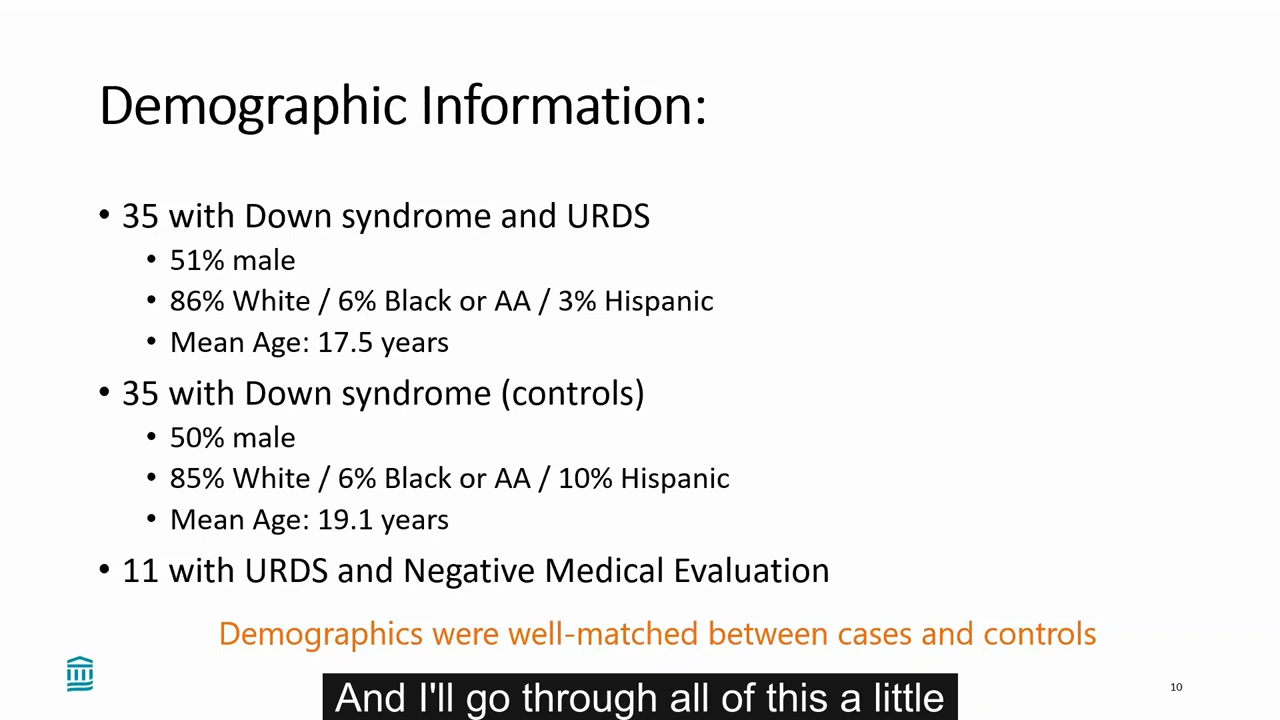 Demographic Information:
• 35 with Down syndrome and URDS
• 51% male
• 86% White / 6% Black or AA / 3% Hispanic
• Mean Age: 17.5 years
• 35 with Down syndrome (controls)
• 50% male
• 85% White / 6% Black or AA / 10% Hispanic
• Mean Age: 19.1 years
• 11 with URDS and Negative Medical Evaluation
Demographics were well-matched between cases and controls
And I'll go through all of this a little
10